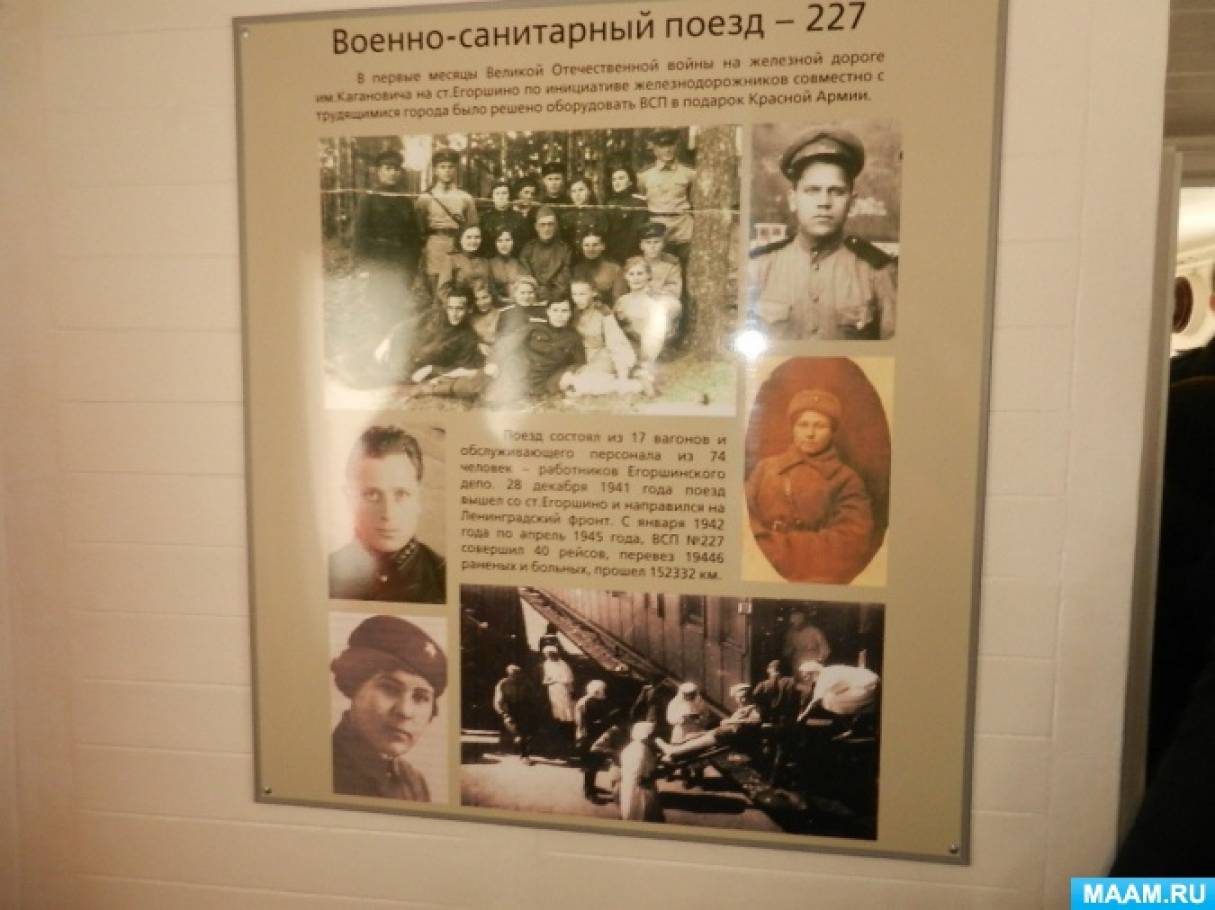 Военно-санитарный поезд – 227
В первые месяцы Великой Отечественной войны на железной дороге
им.Кагановича на ст.Егоршино по инициативе железнодорожников совместно с
трудящимися города было решено оборудовать ВСП в подарок Красной Армии.
Поезд состоял из 17 вагонов и
обслуживающего персонала из 74
человек – работников Егоршинского
депо. 28 декабря 1941 года поезд
вышел со ст.Егоршино и направился на
Ленинградский фронт. С января 1942
года по апрель 1945 года, ВСП №227
совершил 40 рейсов, перевез 19446
раненых и больных, прошел 152332 км.
MAAM.RU